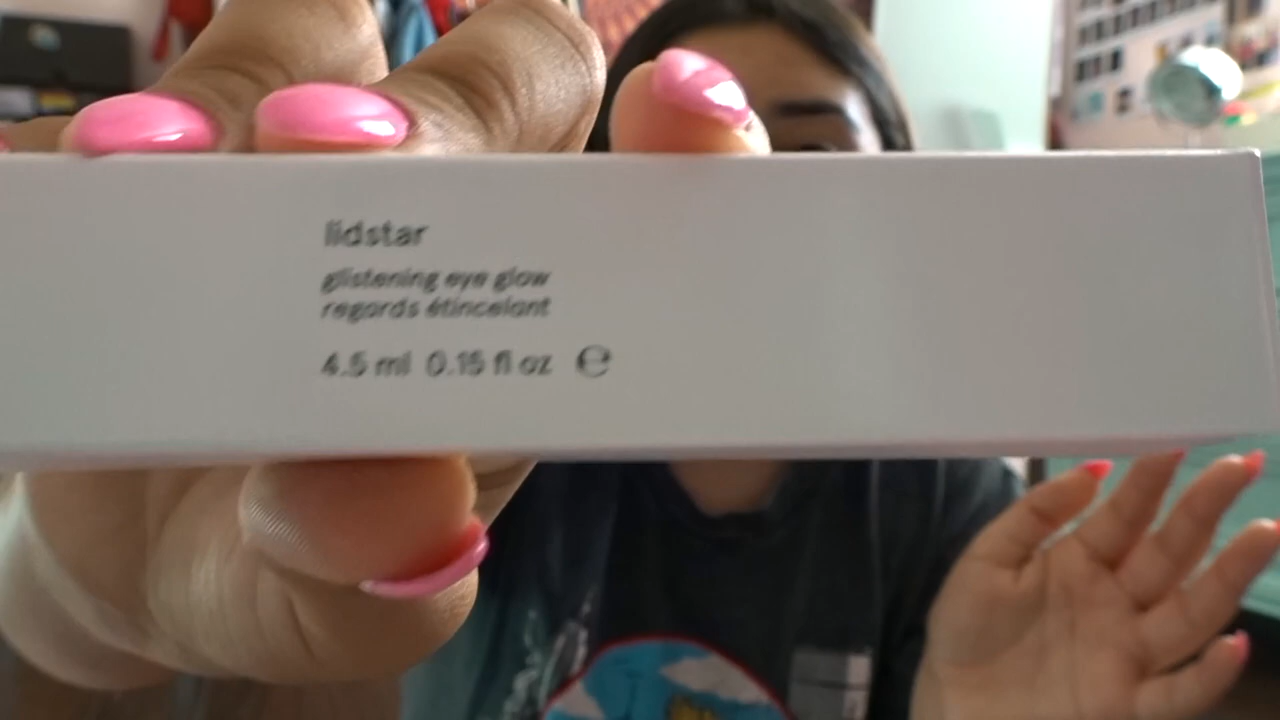 lidstar
glistening eye glow
regards étincelant
4.5 ml 0.15 fl oz ℮